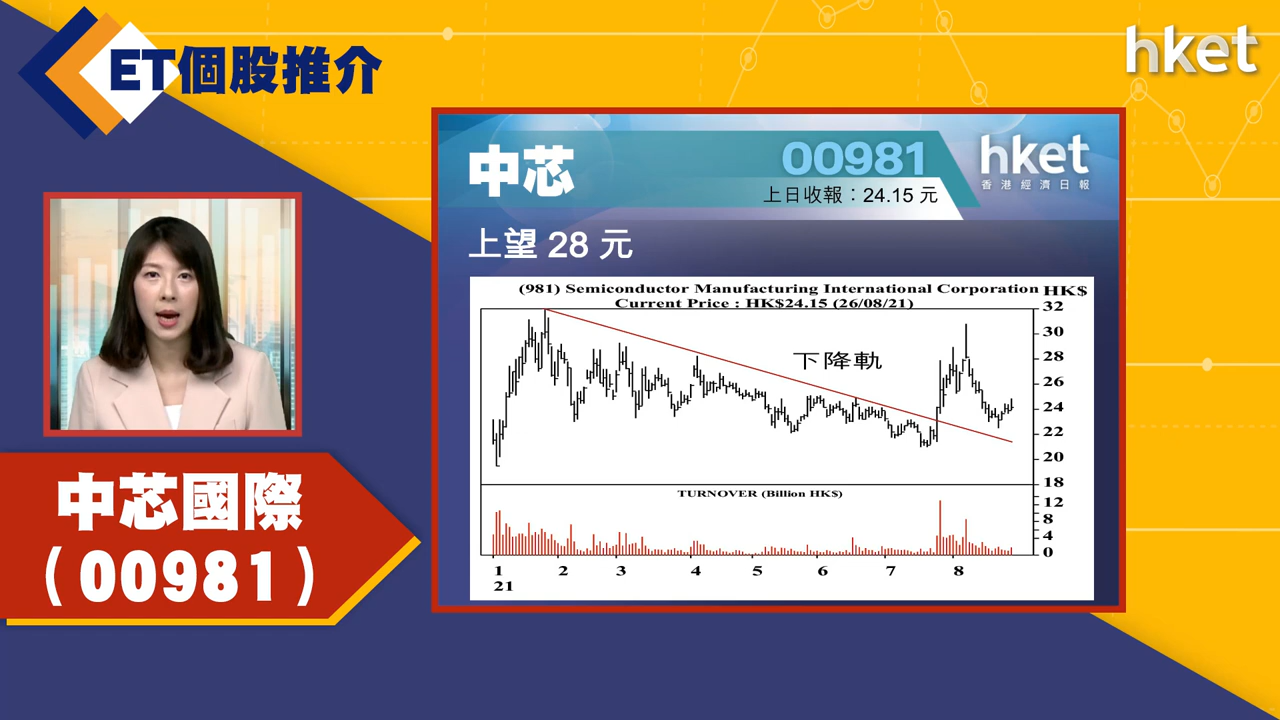 ET個股推介
hket
中芯
00981
hket
香港經濟日報
上日收報：24.15 元
上望 28 元
(981) Semiconductor Manufacturing International Corporation HK$
Current Price : HK$24.15 (26/08/21)
32
30
28
26
24
22
20
18
下降軌
TURNOVER (Billion HK$)
12
8
4
0
1 2 3 4 5 6 7 8
21
中芯國際
（00981）